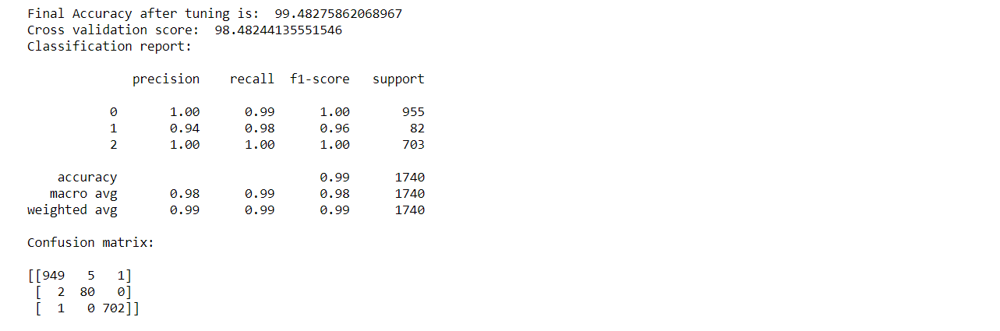 Final Accuracy after tuning is:  99.48275862068967
Cross validation score:  98.48244135551546
Classification report:
              precision    recall  f1-score   support
           0       1.00      0.99      1.00       955
           1       0.94      0.98      0.96        82
           2       1.00      1.00      1.00       703
    accuracy                           0.99      1740
   macro avg       0.98      0.99      0.98      1740
weighted avg       0.99      0.99      0.99      1740
Confusion matrix:
[[949   5   1]
 [  2  80   0]
 [  1   0 702]]